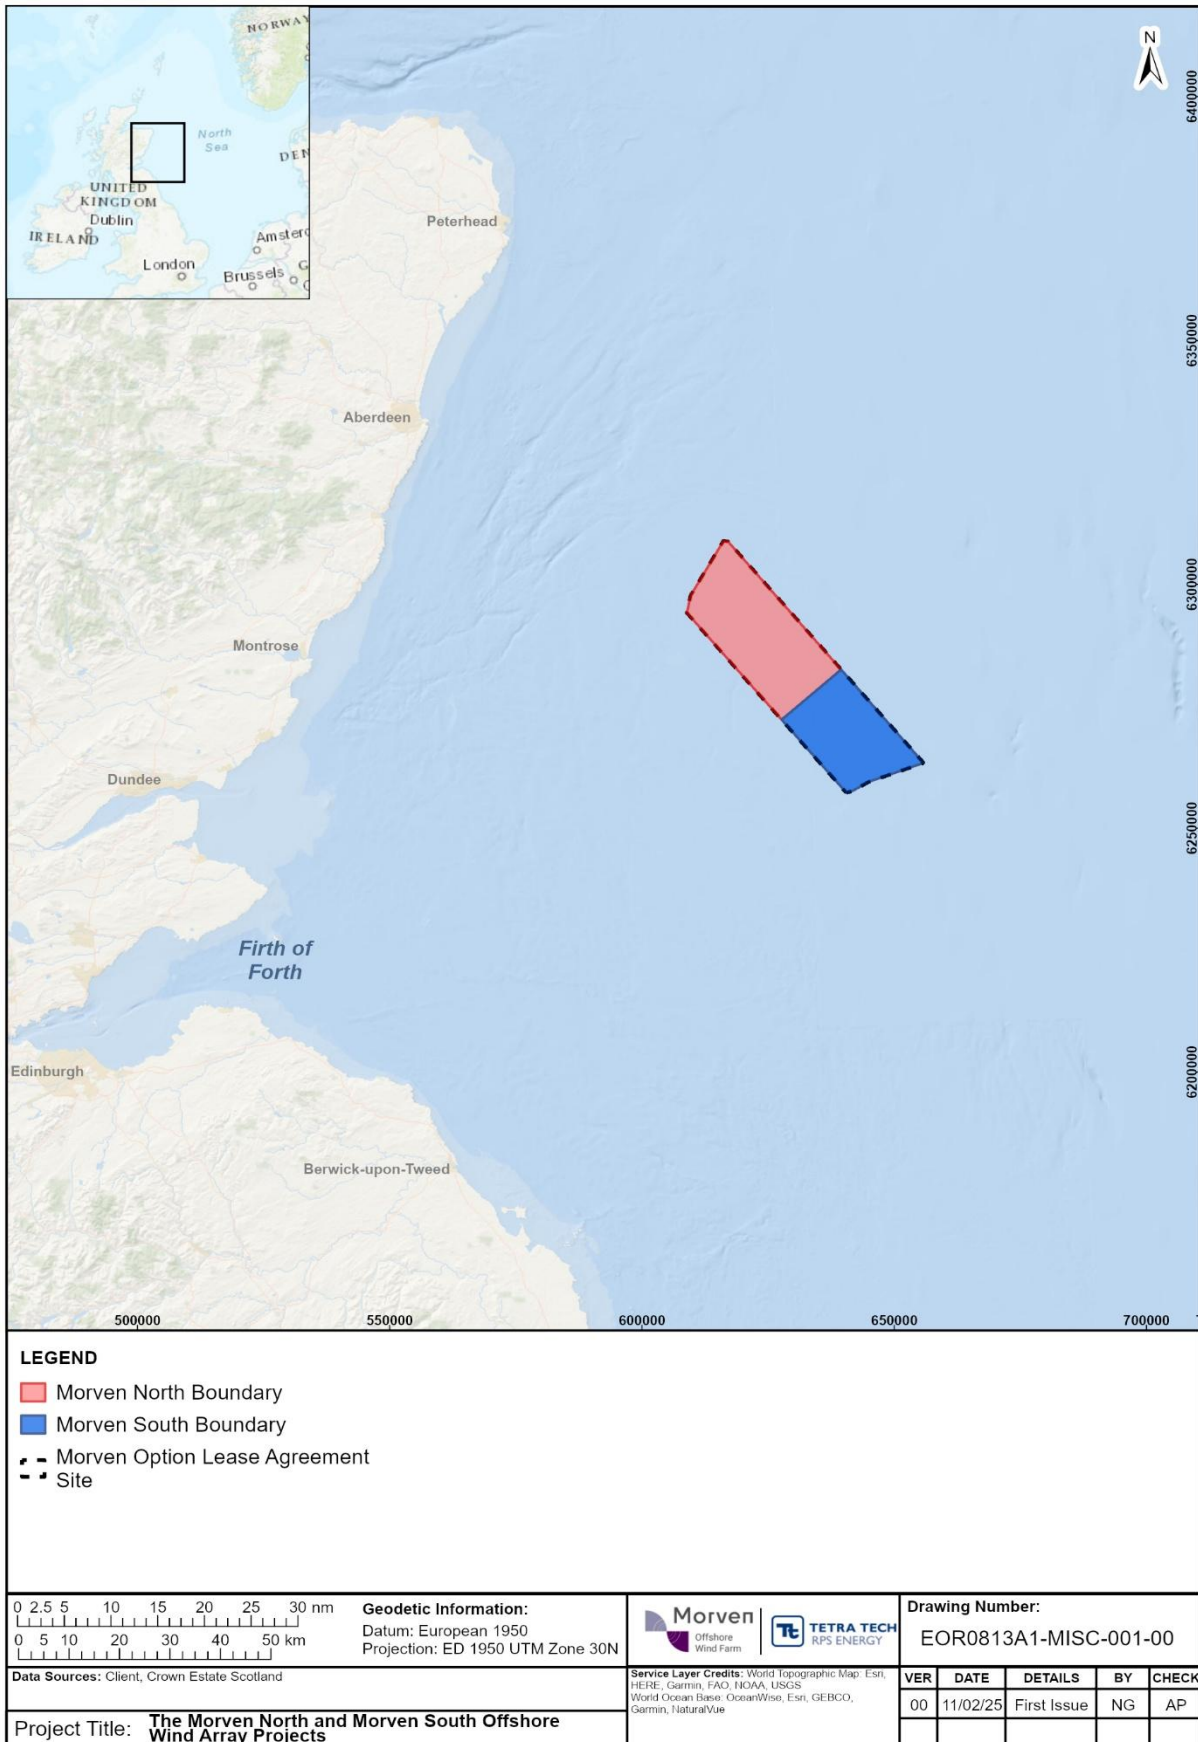 NORWAY
North
Sea
DEN
UNITED
KINGDOM
Dublin
IRELAND
Amster
London
Brussels
G
N
6400000
Peterhead
6350000
Aberdeen
6300000
Montrose
Dundee
6250000
Firth of
Forth
6200000
Edinburgh
Berwick-upon-Tweed
500000
550000
600000
650000
700000
LEGEND
Morven North Boundary
Morven South Boundary
Morven Option Lease Agreement
Site
0 2.5 5 10 15 20 25 30 nm
0 5 10 20 30 40 50 km
Geodetic Information:
Datum: European 1950
Projection: ED 1950 UTM Zone 30N
Morven
Offshore
Wind Farm
Tt
TETRA TECH
RPS ENERGY
Drawing Number:
EOR0813A1-MISC-001-00
Data Sources: Client, Crown Estate Scotland
Service Layer Credits: World Topographic Map: Esri,
HERE, Garmin, FAO, NOAA, USGS
World Ocean Base: OceanWise, Esri, GEBCO,
Garmin, NaturalVue
VER DATE DETAILS BY CHECK
00 11/02/25 First Issue NG AP
Project Title: The Morven North and Morven South Offshore
Wind Array Projects